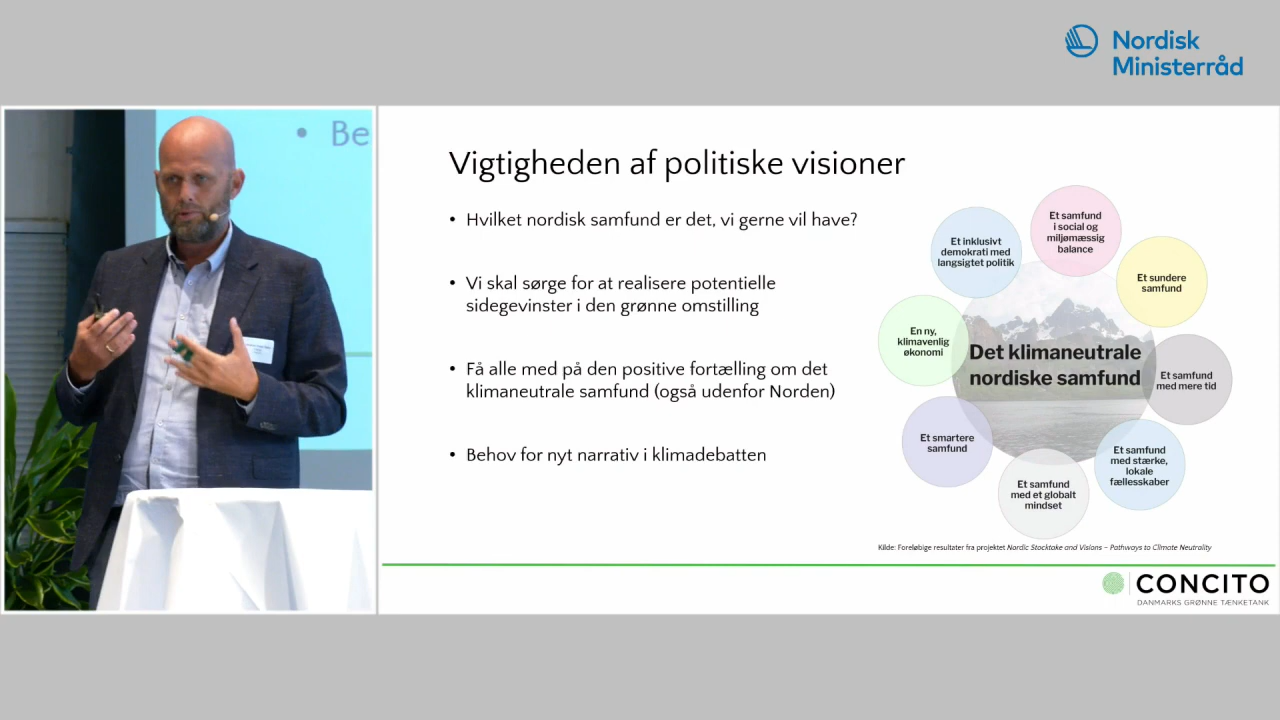 Nordisk
Ministerråd
• Be
Vigtigheden af politiske visioner
• Hvilket nordisk samfund er det, vi gerne vil have?
• Vi skal sørge for at realisere potentielle
sidegevinster i den grønne omstilling
• Få alle med på den positive fortælling om det
klimaneutrale samfund (også udenfor Norden)
• Behov for nyt narrativ i klimadebatten
Et samfund
i social og
miljømæssig
balance
Et inklusivt
demokrati med
langsigtet politik
Et sundere
samfund
En ny,
klimavenlig
økonomi
Det klimaneutrale
nordiske samfund
Et samfund
med mere tid
Et smartere
samfund
Et samfund
med stærke,
lokale
fællesskaber
Et samfund
med et globalt
mindset
Kilde: Foreløbige resultater fra projektet Nordic Stocktake and Visions – Pathways to Climate Neutrality
CONCITO
DANMARKS GRØNNE TÆNKETANK